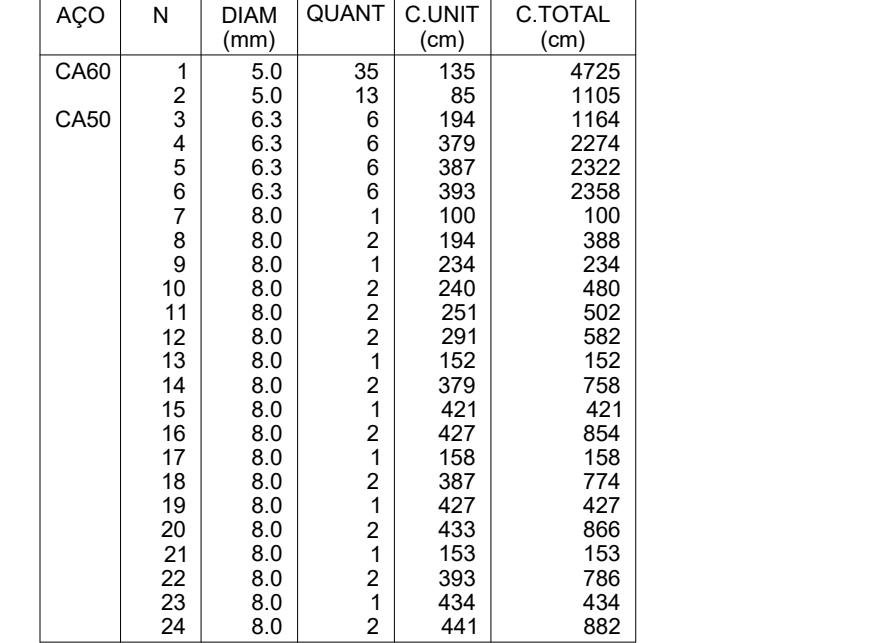 AÇO N DIAM QUANT C.UNIT C.TOTAL
(mm) (cm) (cm)
CA60 1 5.0 35 135 4725
2 5.0 13 85 1105
CA50 3 6.3 6 194 1164
4 6.3 6 379 2274
5 6.3 6 387 2322
6 6.3 6 393 2358
7 8.0 1 100 100
8 8.0 2 194 388
9 8.0 1 234 234
10 8.0 2 240 480
11 8.0 2 251 502
12 8.0 2 291 582
13 8.0 1 152 152
14 8.0 2 379 758
15 8.0 1 421 421
16 8.0 2 427 854
17 8.0 1 158 158
18 8.0 2 387 774
19 8.0 1 427 427
20 8.0 2 433 866
21 8.0 1 153 153
22 8.0 2 393 786
23 8.0 1 434 434
24 8.0 2 441 882